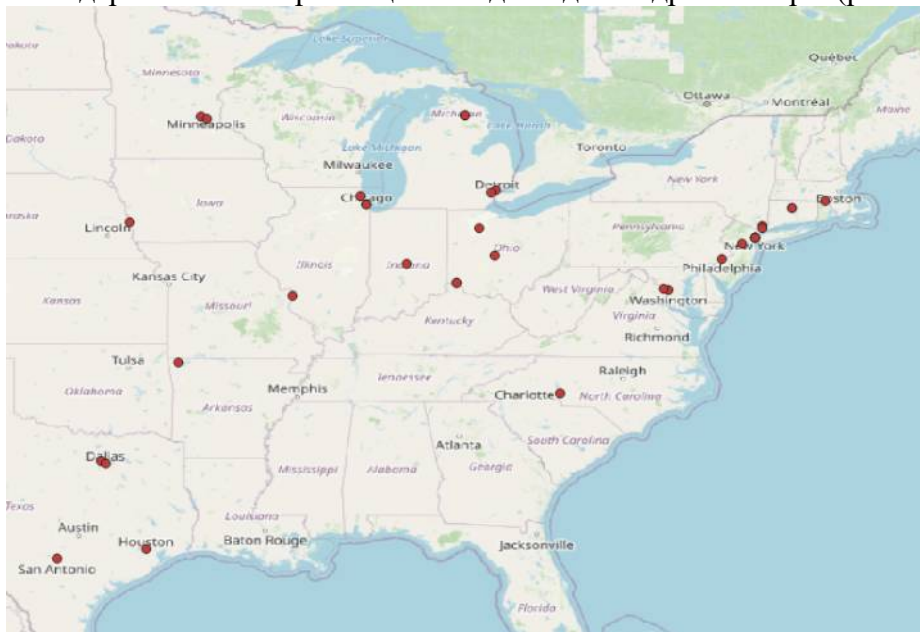 Québec
Lake Superior
Minnesota
Ottawa
Montréal
Maine
Michigan
Minneapolis
Wisconsin
Lake Huron
Dakota
Toronto
Lake Michigan
Milwaukee
New York
Detroit
Chicago
Boston
Iowa
Lincoln
Pennsylvania
New York
Ohio
Illinois
Indiana
Philadelphia
Kansas City
West Virginia
Washington
Kansas
Missouri
Virginia
Kentucky
Richmond
Tulsa
Raleigh
Tennessee
Oklahoma
Memphis
Charlotte
North Carolina
Arkansas
Atlanta
South Carolina
Dallas
Mississippi
Alabama
Georgia
Texas
Louisiana
Austin
Houston
Baton Rouge
Jacksonville
San Antonio
Florida